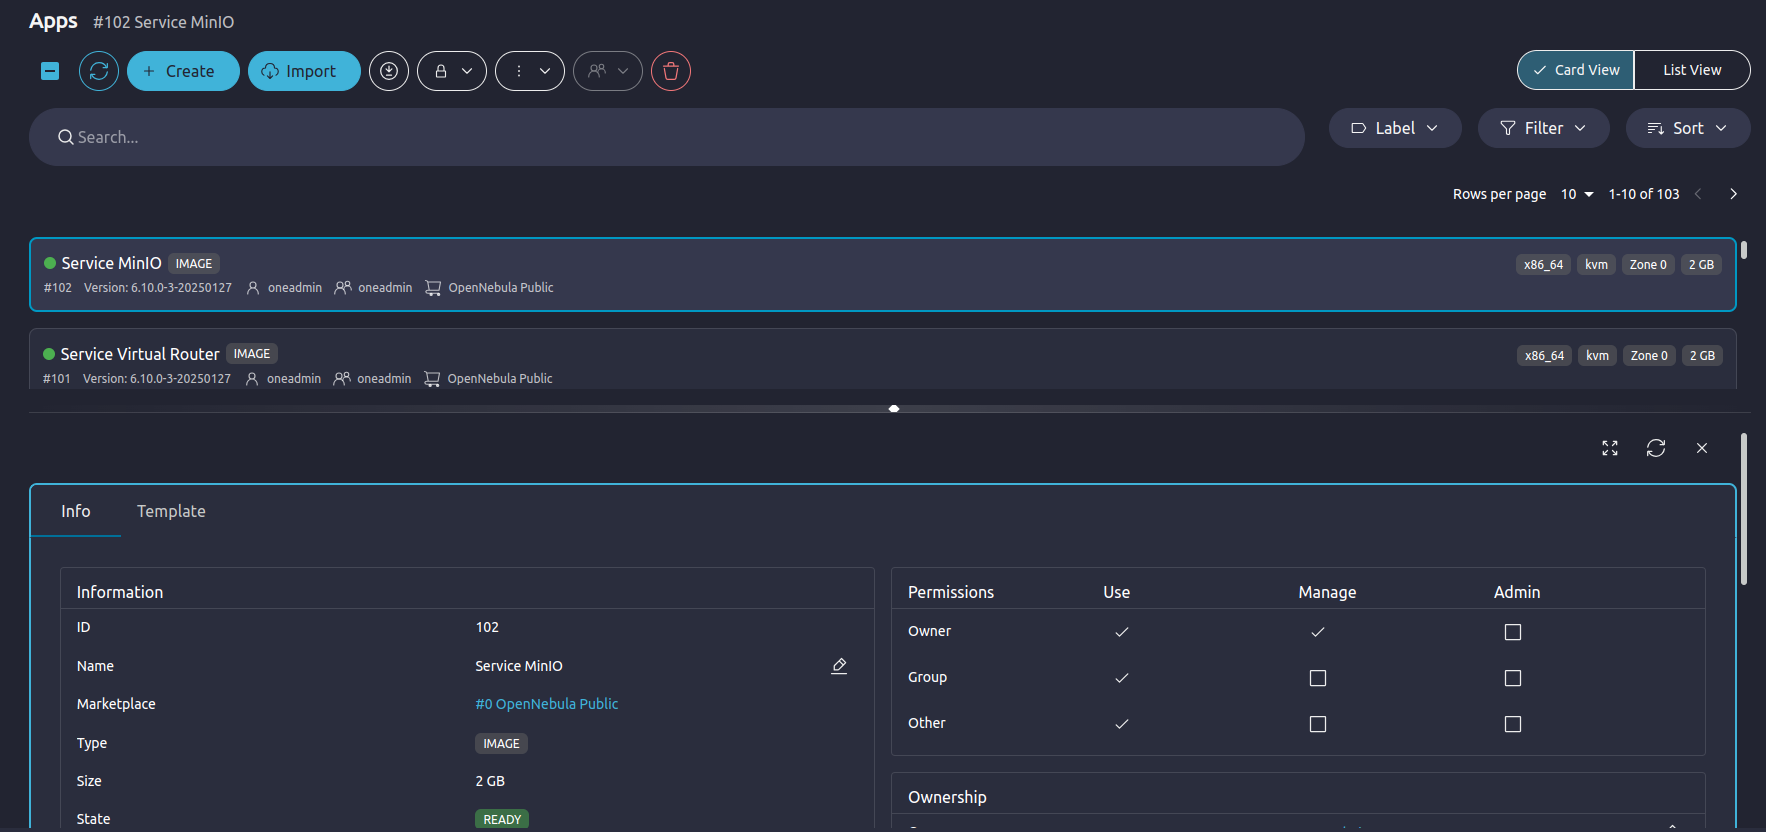 Apps #102 Service MinIO
Create Import Card View List View
Search... Label Filter Sort
Rows per page 10 1-10 of 103
Service MinIO IMAGE x86_64 kvm Zone 0 2 GB
#102 Version: 6.10.0-3-20250127 oneadmin oneadmin OpenNebula Public
Service Virtual Router IMAGE x86_64 kvm Zone 0 2 GB
#101 Version: 6.10.0-3-20250127 oneadmin oneadmin OpenNebula Public
Info Template
Information
ID 102
Name Service MinIO
Marketplace #0 OpenNebula Public
Type IMAGE
Size 2 GB
State READY
Permissions Use Manage Admin
Owner
Group
Other
Ownership